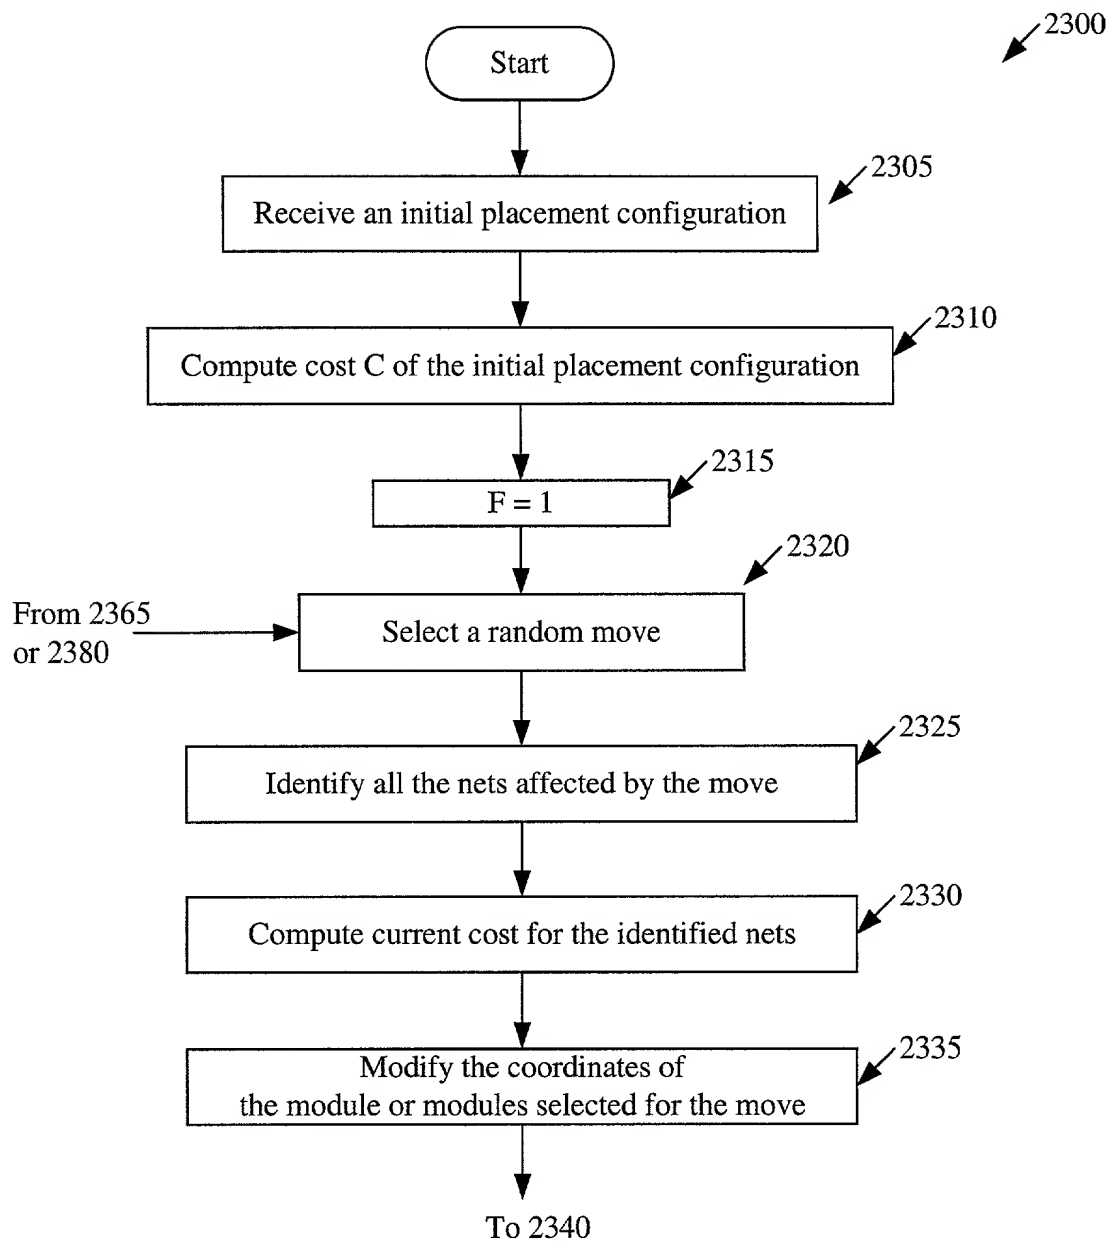 2300
Start
2305
Receive an initial placement configuration
2310
Compute cost C of the initial placement configuration
2315
F = 1
2320
From 2365
or 2380
Select a random move
2325
Identify all the nets affected by the move
2330
Compute current cost for the identified nets
2335
Modify the coordinates of
the module or modules selected for the move
To 2340